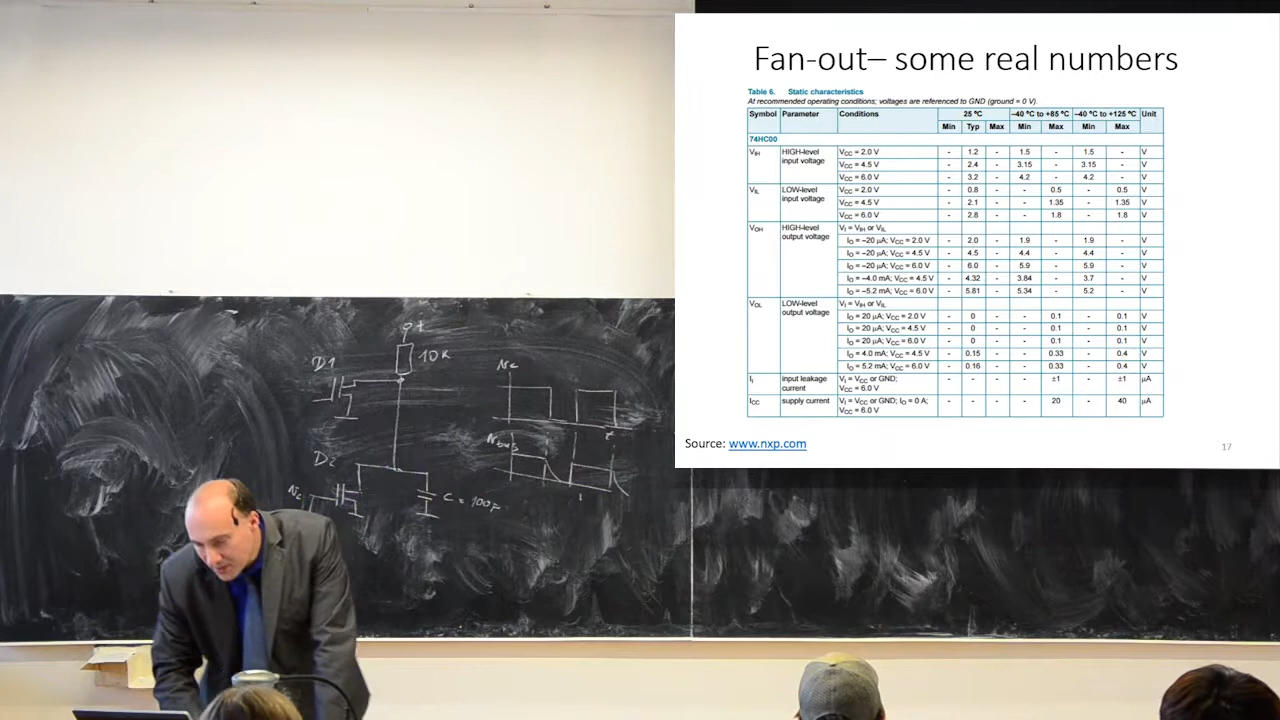 Fan-out– some real numbers
Table 6. Static characteristics
At recommended operating conditions; voltages are referenced to GND (ground = 0 V).
Symbol Parameter Conditions 25 ºC –40 ºC to +85 ºC –40 ºC to +125 ºC Unit
Min Typ Max Min Max Min Max
74HC00
VIH HIGH-level input voltage VCC = 2.0 V - 1.2 - 1.5 - 1.5 - V
VCC = 4.5 V - 2.4 - 3.15 - 3.15 - V
VCC = 6.0 V - 3.2 - 4.2 - 4.2 - V
VIL LOW-level input voltage VCC = 2.0 V - 0.8 - - 0.5 - 0.5 V
VCC = 4.5 V - 2.1 - - 1.35 - 1.35 V
VCC = 6.0 V - 2.8 - - 1.8 - 1.8 V
VOH HIGH-level output voltage VI = VIH or VIL
IO = –20 μA; VCC = 2.0 V - 2.0 - 1.9 - 1.9 - V
IO = –20 μA; VCC = 4.5 V - 4.5 - 4.4 - 4.4 - V
IO = –20 μA; VCC = 6.0 V - 6.0 - 5.9 - 5.9 - V
IO = –4.0 mA; VCC = 4.5 V - 4.32 - 3.84 - 3.7 - V
IO = –5.2 mA; VCC = 6.0 V - 5.81 - 5.34 - 5.2 - V
VOL LOW-level output voltage VI = VIH or VIL
IO = 20 μA; VCC = 2.0 V - 0 - - 0.1 - 0.1 V
IO = 20 μA; VCC = 4.5 V - 0 - - 0.1 - 0.1 V
IO = 20 μA; VCC = 6.0 V - 0 - - 0.1 - 0.1 V
IO = 4.0 mA; VCC = 4.5 V - 0.15 - - 0.33 - 0.4 V
IO = 5.2 mA; VCC = 6.0 V - 0.16 - - 0.33 - 0.4 V
II input leakage current VI = VCC or GND; VCC = 6.0 V - - - - ±1 - ±1 μA
ICC supply current VI = VCC or GND; IO = 0 A; VCC = 6.0 V - - - - 20 - 40 μA
Source: www.nxp.com
17
10K
D1
D2
C = 100p